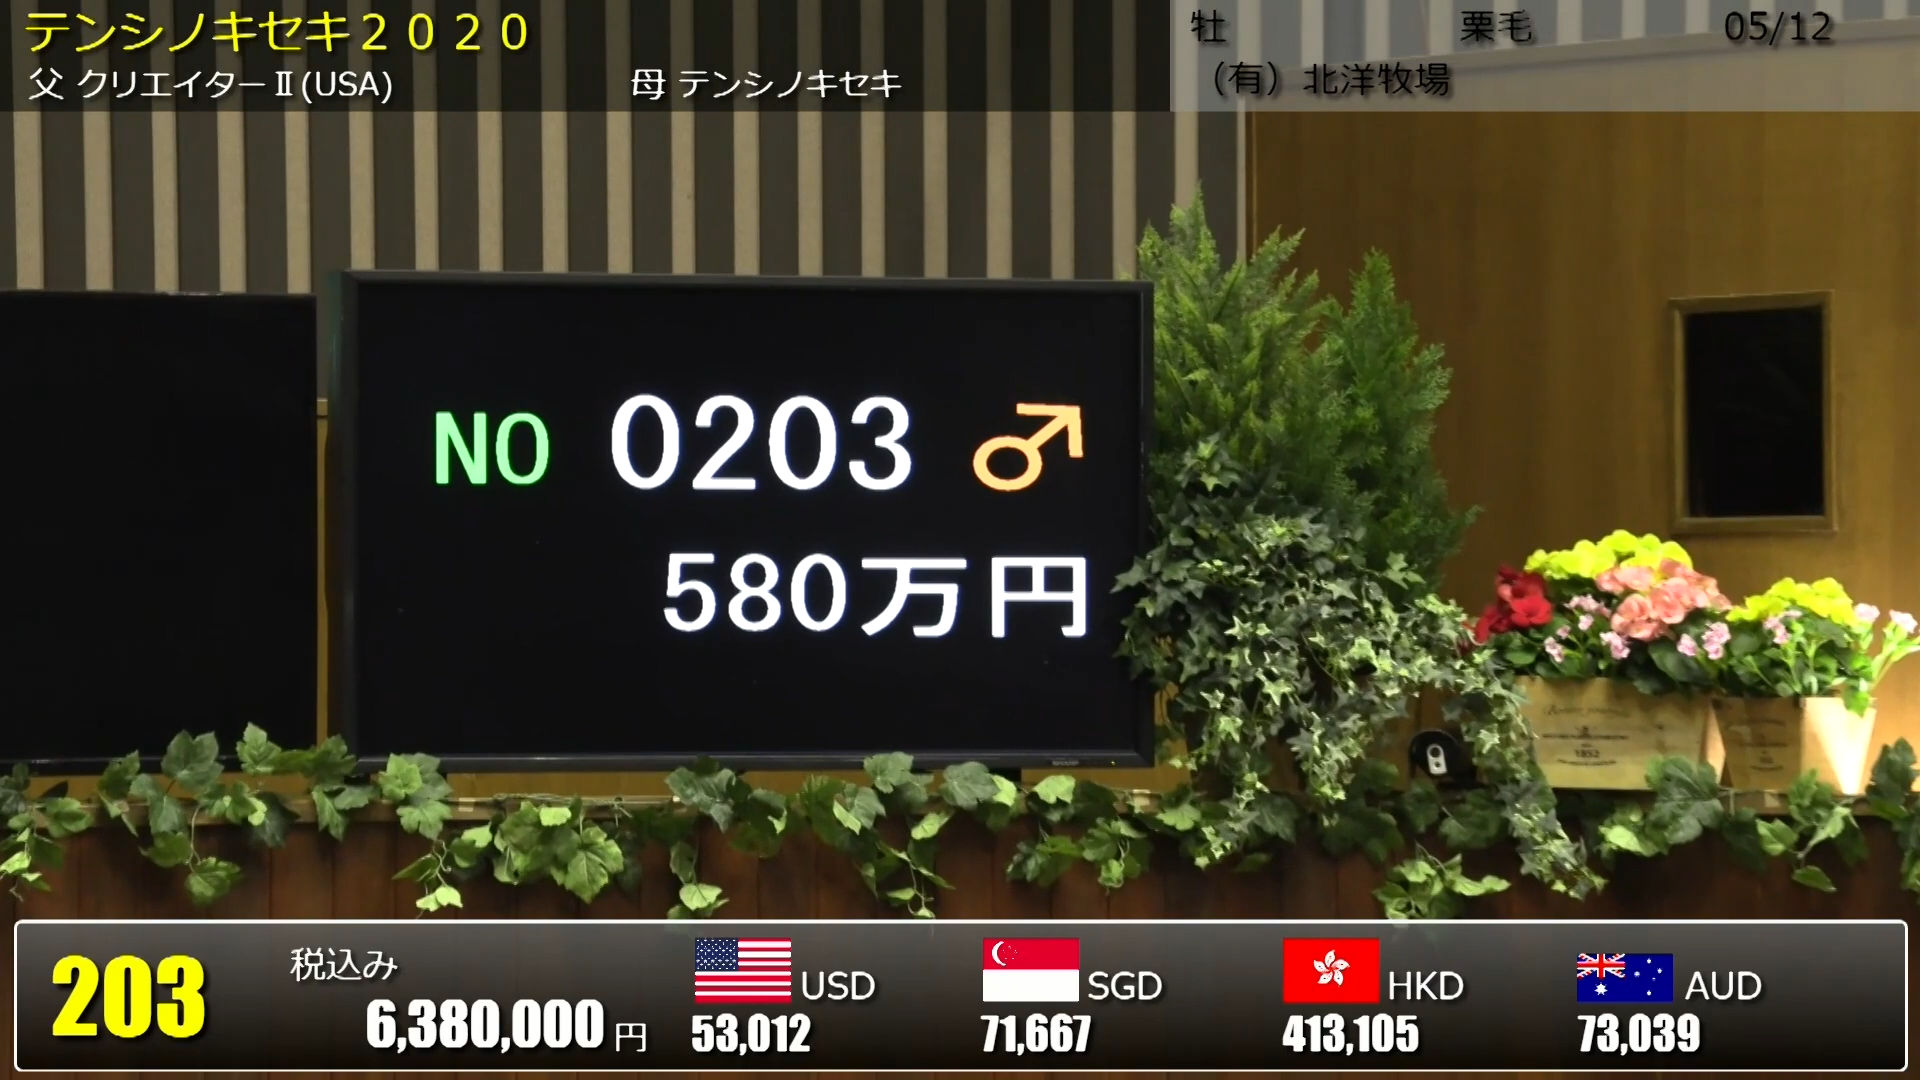 テンシノキセキ２０２０
父 クリエイターⅡ(USA)
母 テンシノキセキ
牡 栗毛 05/12
（有）北洋牧場
NO 0203 ♂
580万円
1852
203
税込み
6,380,000 円
USD
53,012
SGD
71,667
HKD
413,105
AUD
73,039